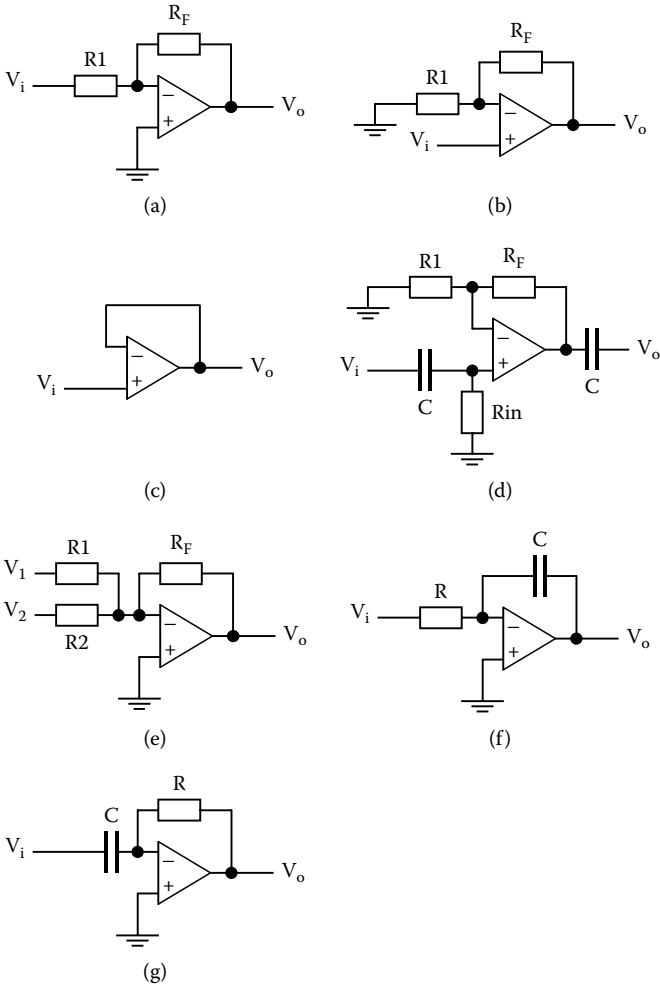 R_F
R1
V_i
−
+
V_o
(a)
R_F
R1
−
+
V_i
V_o
(b)
−
+
V_i
V_o
(c)
R1
R_F
−
+
V_i
V_o
C
C
Rin
(d)
V_1
R1
R_F
V_2
R2
−
+
V_o
(e)
C
R
V_i
−
+
V_o
(f)
R
C
V_i
−
+
V_o
(g)